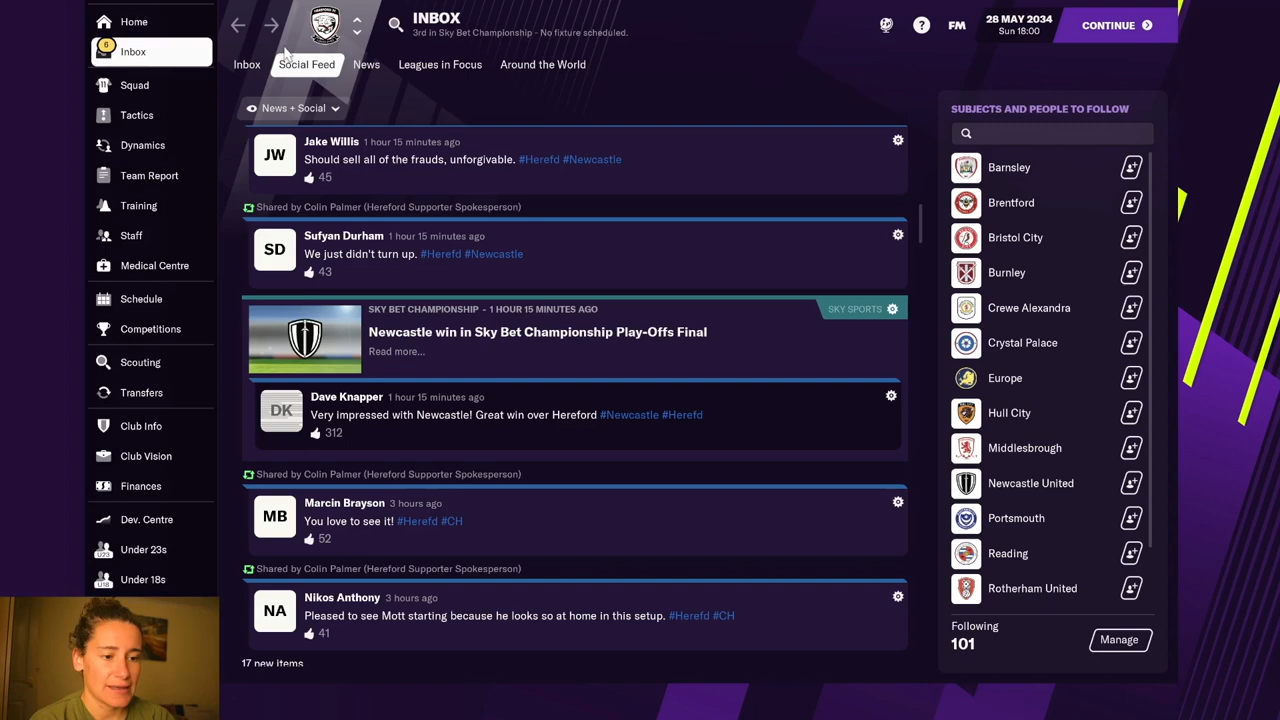 Home
6
Inbox
Squad
Tactics
Dynamics
Team Report
Training
Staff
Medical Centre
Schedule
Competitions
Scouting
Transfers
Club Info
Club Vision
Finances
Dev. Centre
U23
Under 23s
U18
Under 18s
INBOX
3rd in Sky Bet Championship - No fixture scheduled.
?
FM
28 MAY 2034
Sun 18:00
CONTINUE
Inbox
Social Feed
News
Leagues in Focus
Around the World
News + Social
JW
Jake Willis 1 hour 15 minutes ago
Should sell all of the frauds, unforgivable. #Herefd #Newcastle
45
Shared by Colin Palmer (Hereford Supporter Spokesperson)
SD
Sufyan Durham 1 hour 15 minutes ago
We just didn't turn up. #Herefd #Newcastle
43
SKY BET CHAMPIONSHIP - 1 HOUR 15 MINUTES AGO
SKY SPORTS
Newcastle win in Sky Bet Championship Play-Offs Final
Read more...
DK
Dave Knapper 1 hour 15 minutes ago
Very impressed with Newcastle! Great win over Hereford #Newcastle #Herefd
312
Shared by Colin Palmer (Hereford Supporter Spokesperson)
MB
Marcin Brayson 3 hours ago
You love to see it! #Herefd #CH
52
Shared by Colin Palmer (Hereford Supporter Spokesperson)
NA
Nikos Anthony 3 hours ago
Pleased to see Mott starting because he looks so at home in this setup. #Herefd #CH
41
17 new items
SUBJECTS AND PEOPLE TO FOLLOW
Barnsley
Brentford
Bristol City
Burnley
Crewe Alexandra
Crystal Palace
Europe
Hull City
Middlesbrough
Newcastle United
Portsmouth
Reading
Rotherham United
Following
101
Manage